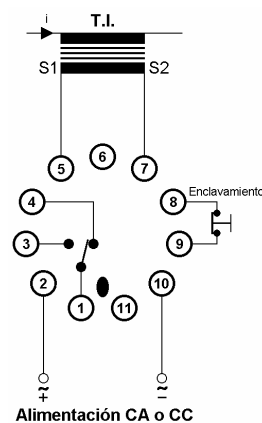 i
T.I.
S1 S2
5 6 7
4 8 Enclavamiento
3 9
2 10
1 11
~ ~
+ −
Alimentación CA o CC